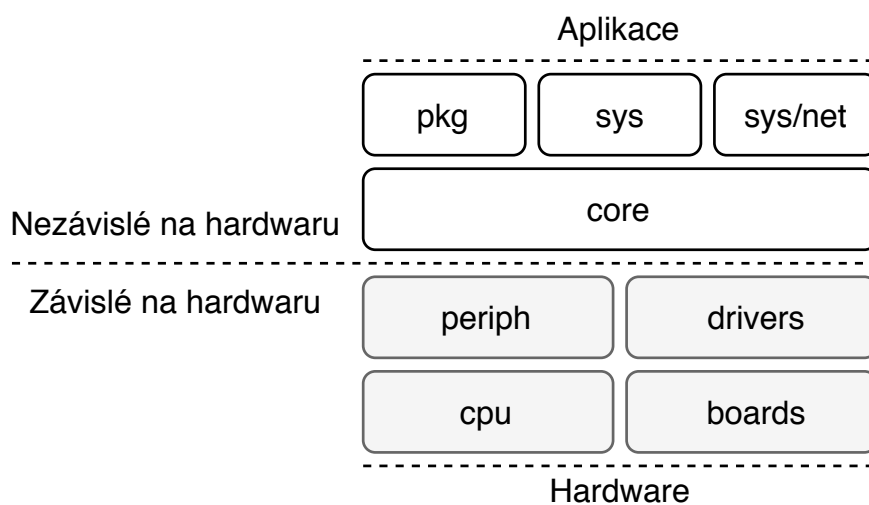 Aplikace
pkg sys sys/net
core
Nezávislé na hardwaru
Závislé na hardwaru
periph drivers
cpu boards
Hardware